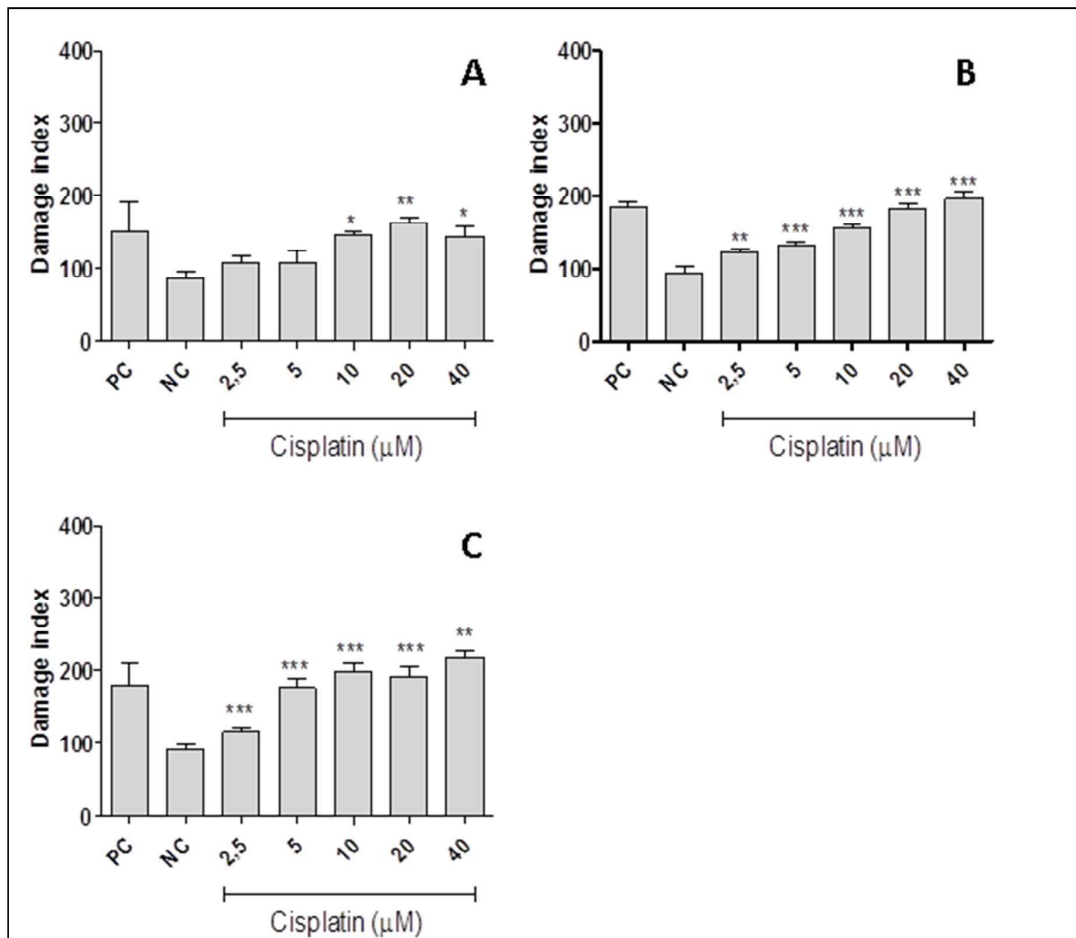 A
Damage index
400
300
200
100
0
*
**
*
PC
NC
2,5
5
10
20
40
Cisplatin (μM)
B
Damage index
400
300
200
100
0
**
***
***
***
***
PC
NC
2,5
5
10
20
40
Cisplatin (μM)
C
Damage index
400
300
200
100
0
***
***
***
***
**
PC
NC
2,5
5
10
20
40
Cisplatin (μM)